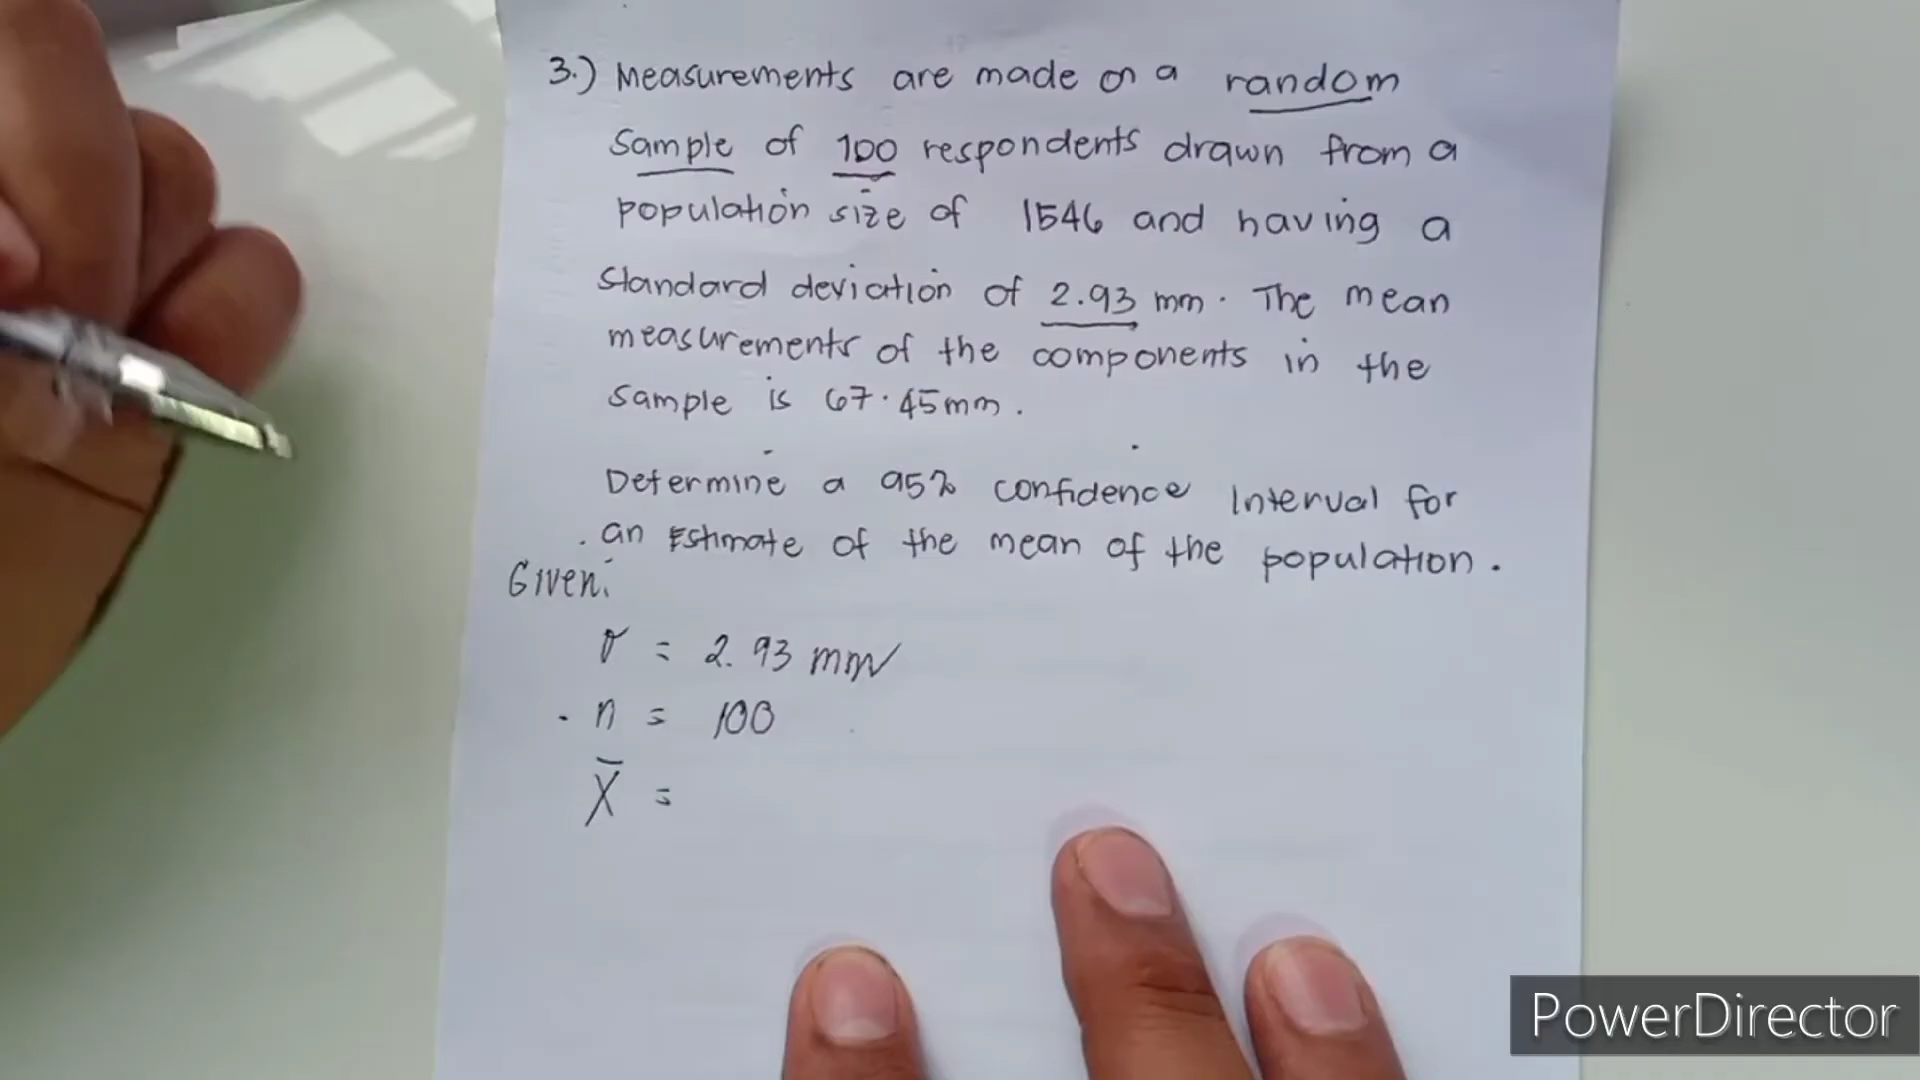 3.) Measurements are made on a random
Sample of 100 respondents drawn from a
population size of 1546 and having a
standard deviation of 2.93 mm. The mean
measurements of the components in the
sample is 67.45mm.
Determine a 95% confidence Interval for
an Estimate of the mean of the population.
Given:
σ = 2.93 mm
n = 100
X̄ =
PowerDirector